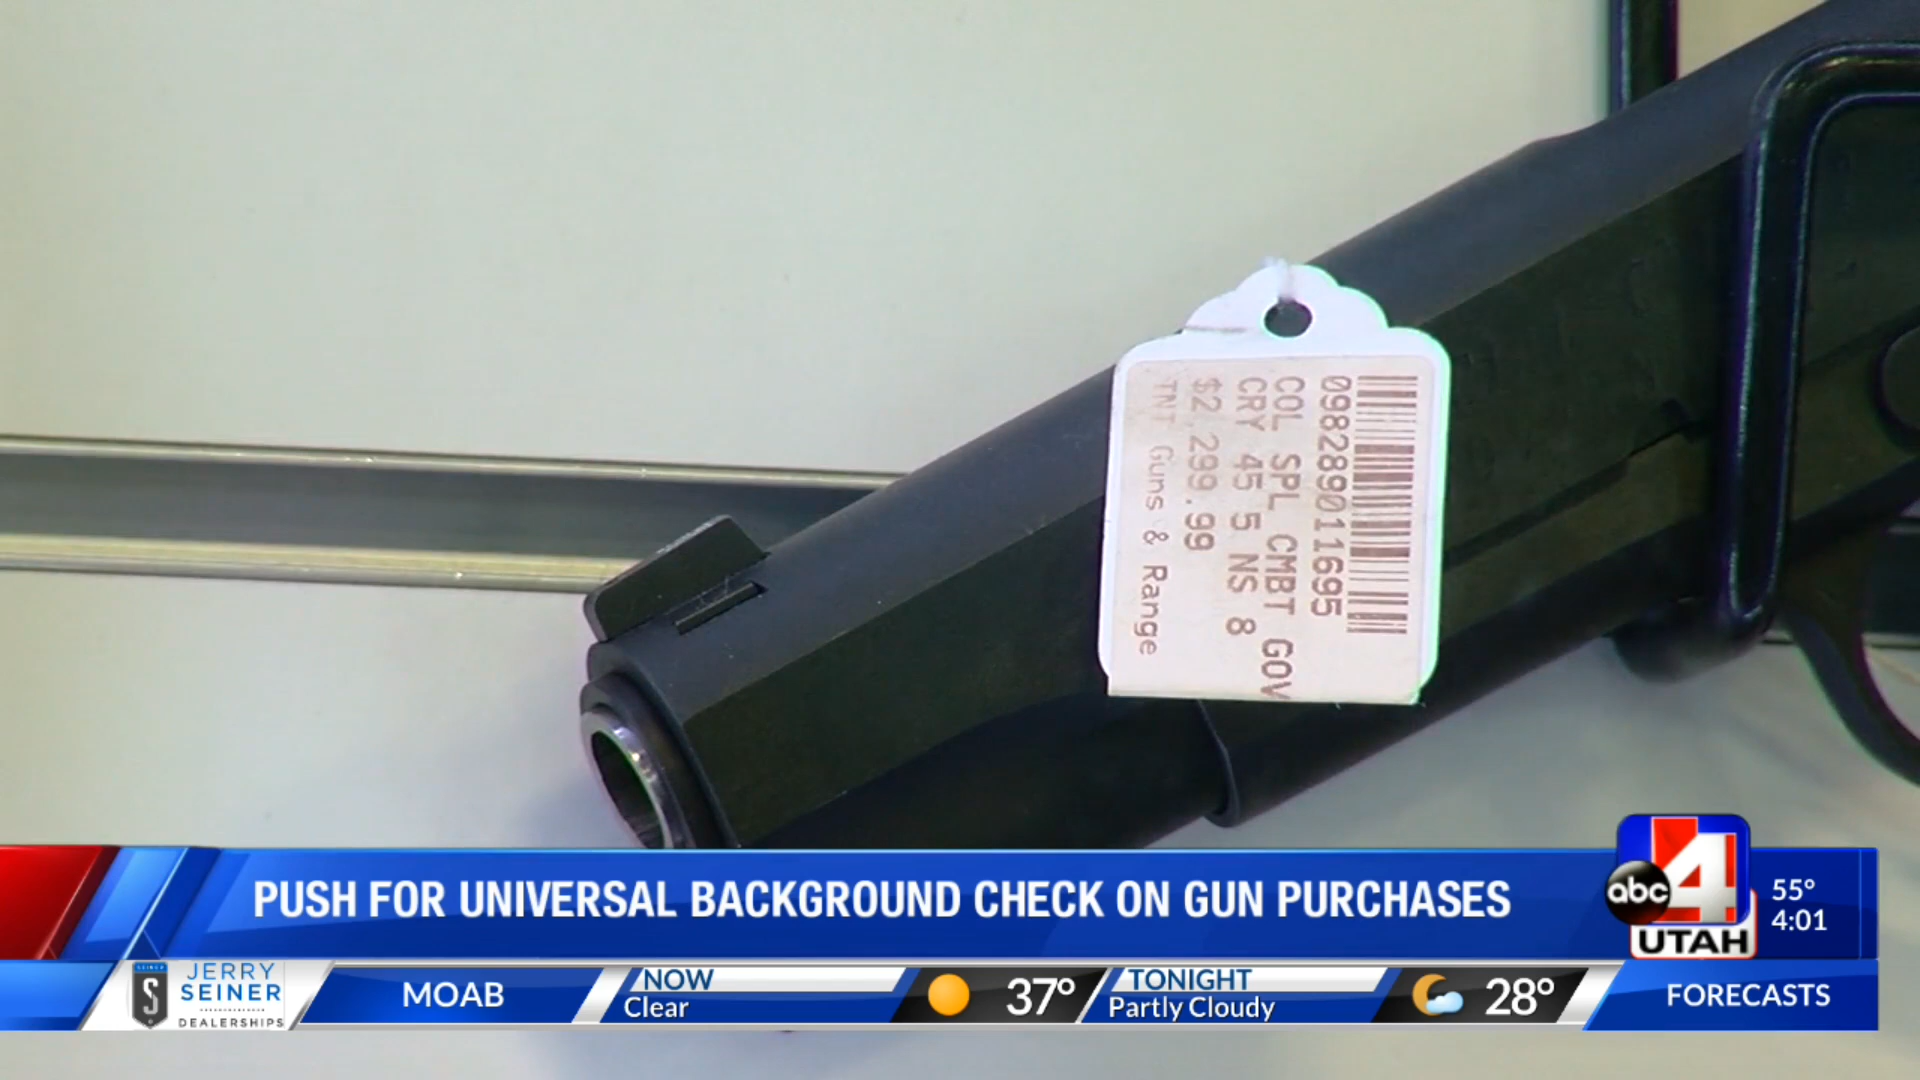 098289011695
COL SPL CMBT GOV
CRY 45 5 NS 8
$2,299.99
TNT Guns & Range
PUSH FOR UNIVERSAL BACKGROUND CHECK ON GUN PURCHASES
abc 4
UTAH
55°
4:01
SEINER
S
JERRY
SEINER
DEALERSHIPS
MOAB
NOW
Clear
37°
TONIGHT
Partly Cloudy
28°
FORECASTS